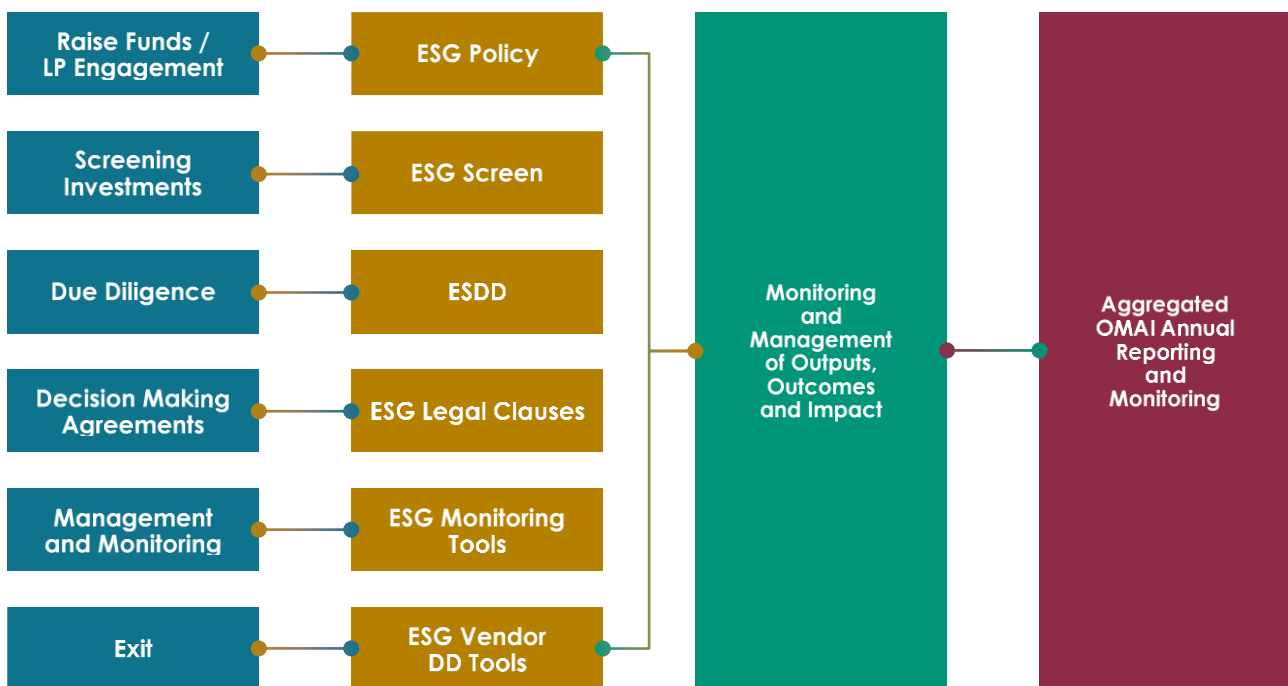 Raise Funds /
LP Engagement
ESG Policy
Screening
Investments
ESG Screen
Due Diligence
ESDD
Decision Making
Agreements
ESG Legal Clauses
Management
and Monitoring
ESG Monitoring
Tools
Exit
ESG Vendor
DD Tools
Monitoring
and
Management
of Outputs,
Outcomes
and Impact
Aggregated
OMAI Annual
Reporting
and
Monitoring